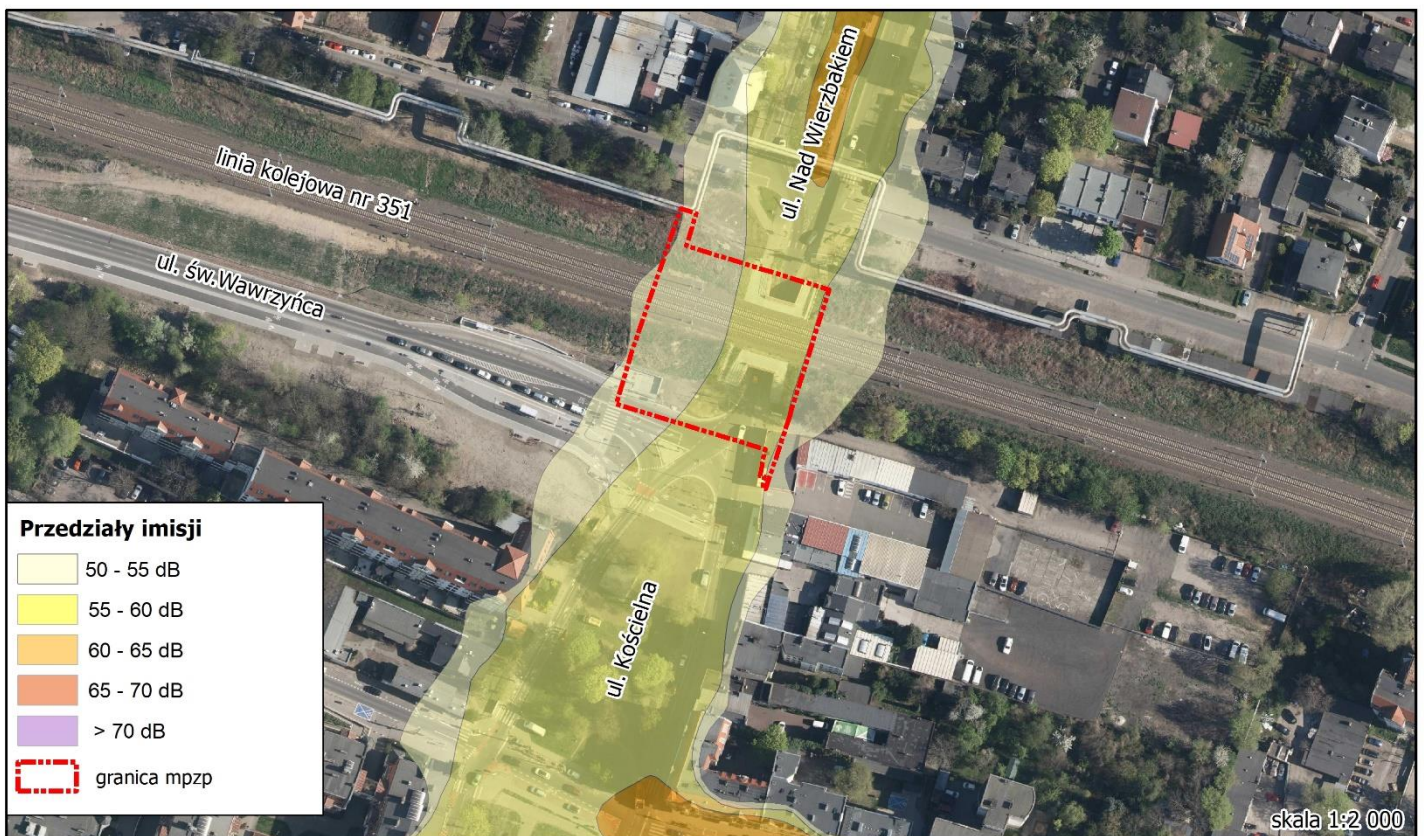 ul. Nad Wierzbakiem
linia kolejowa nr 351
ul. św.Wawrzyńca
ul. Kościelna
Przedziały imisji
50 - 55 dB
55 - 60 dB
60 - 65 dB
65 - 70 dB
> 70 dB
granica mpzp
skala 1:2 000